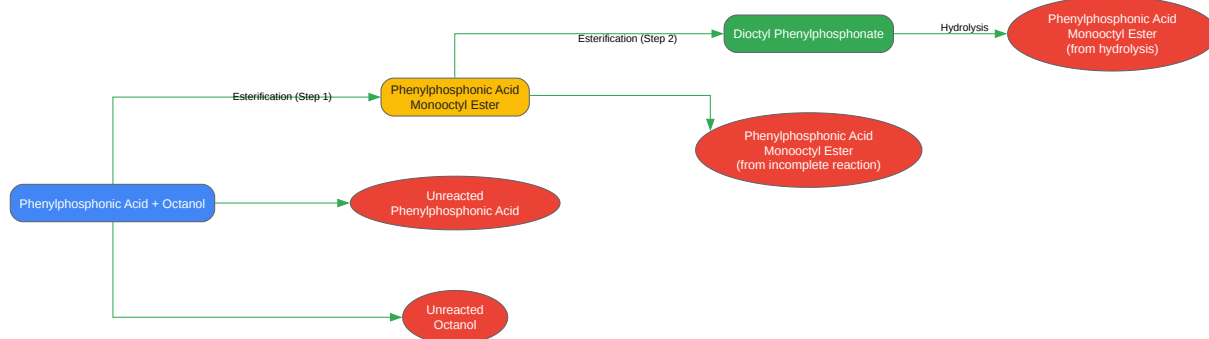 Phenylphosphonic Acid
Monooctyl Ester
(from hydrolysis)
Hydrolysis
Dioctyl Phenylphosphonate
Esterification (Step 2)
Phenylphosphonic Acid
Monooctyl Ester
Esterification (Step 1)
Phenylphosphonic Acid
Monooctyl Ester
(from incomplete reaction)
Phenylphosphonic Acid + Octanol
Unreacted
Phenylphosphonic Acid
Unreacted
Octanol